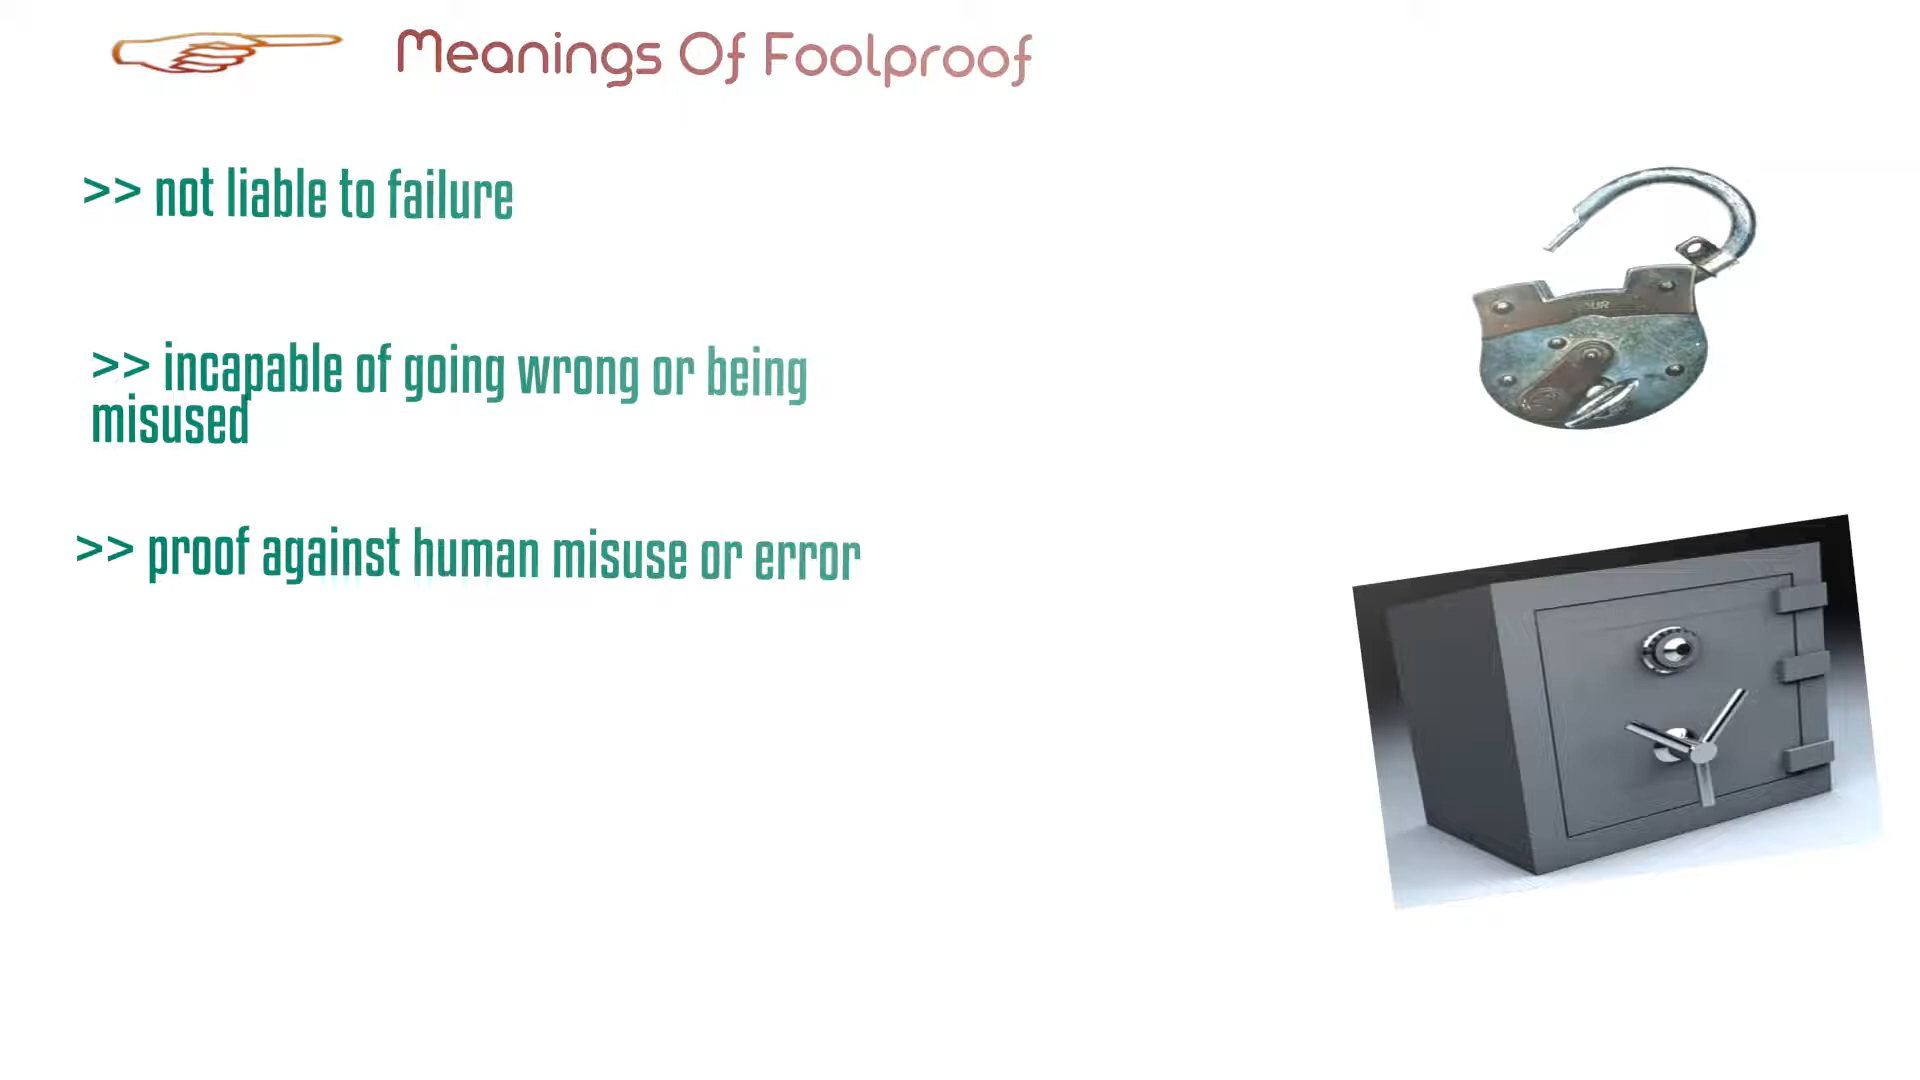 Meanings Of Foolproof
>> not liable to failure
>> incapable of going wrong or being
misused
>> proof against human misuse or error